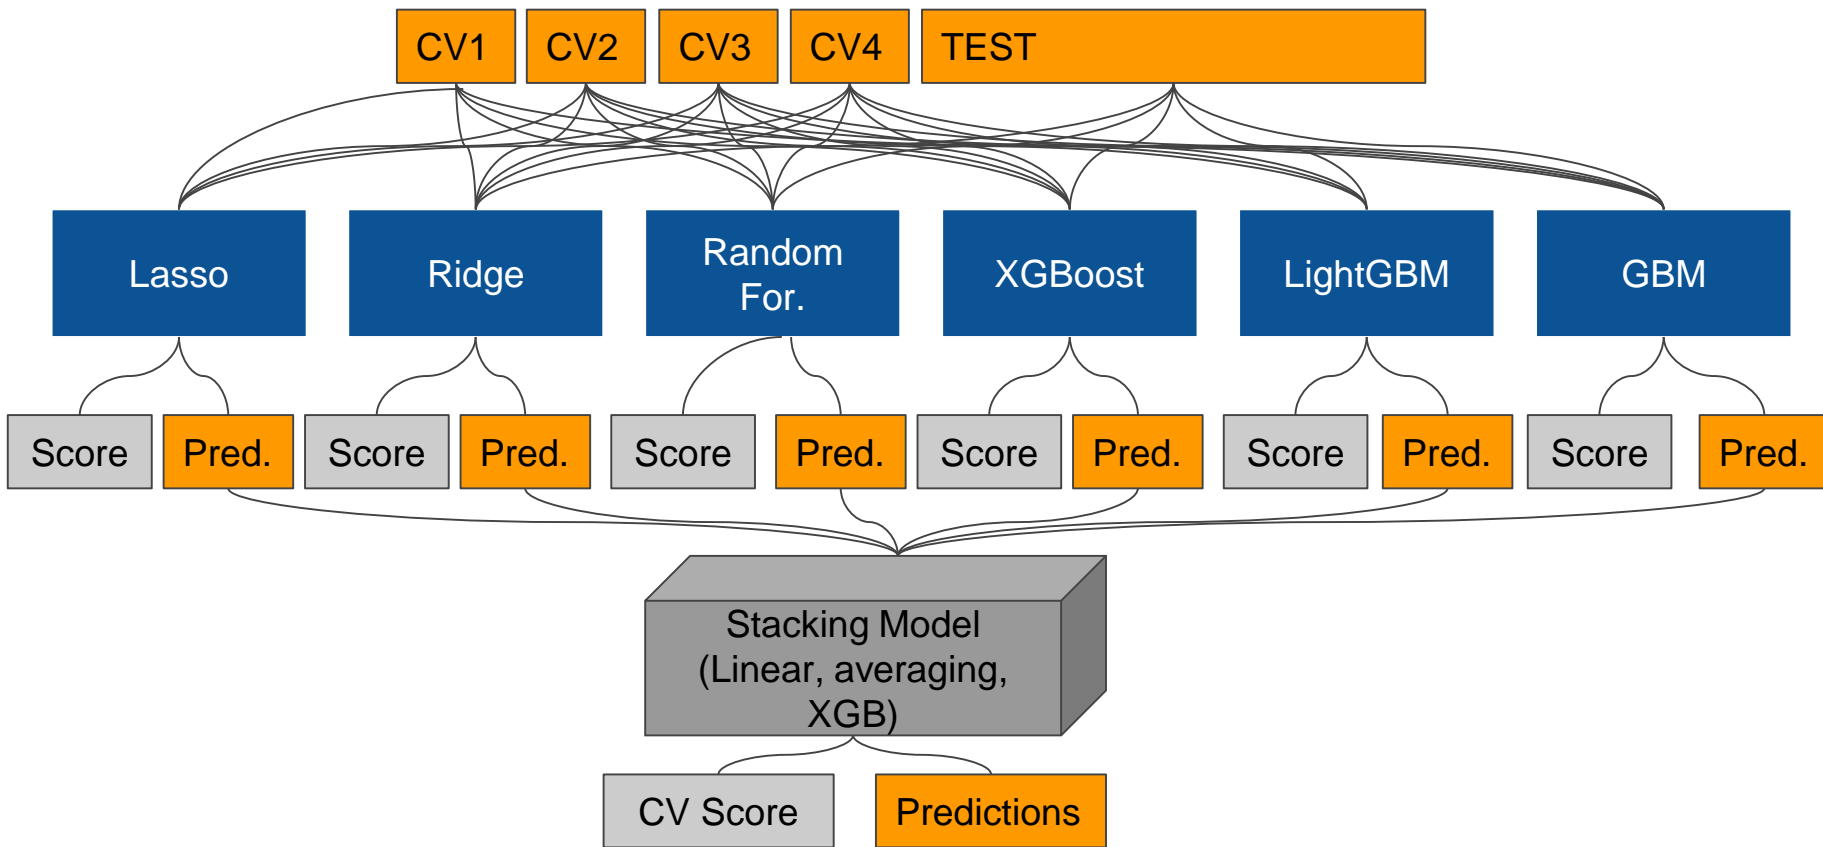 CV1
CV2
CV3
CV4
TEST
Lasso
Ridge
Random
For.
XGBoost
LightGBM
GBM
Score
Pred.
Score
Pred.
Score
Pred.
Score
Pred.
Score
Pred.
Score
Pred.
Stacking Model
(Linear, averaging,
XGB)
CV Score
Predictions